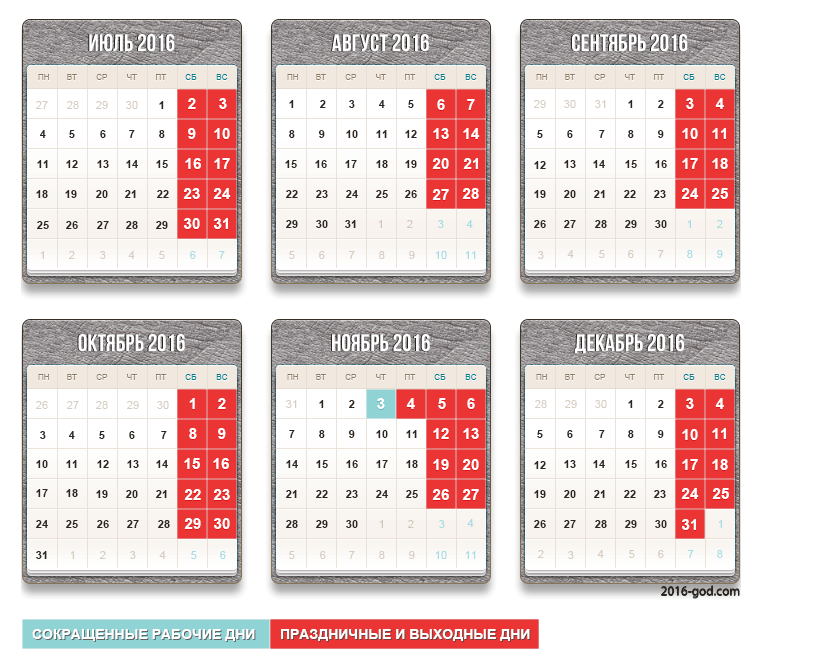 ИЮЛЬ 2016
ПН ВТ СР ЧТ ПТ СБ ВС
27 28 29 30 1 2 3
4 5 6 7 8 9 10
11 12 13 14 15 16 17
18 19 20 21 22 23 24
25 26 27 28 29 30 31
1 2 3 4 5 6 7
АВГУСТ 2016
ПН ВТ СР ЧТ ПТ СБ ВС
1 2 3 4 5 6 7
8 9 10 11 12 13 14
15 16 17 18 19 20 21
22 23 24 25 26 27 28
29 30 31 1 2 3 4
5 6 7 8 9 10 11
СЕНТЯБРЬ 2016
ПН ВТ СР ЧТ ПТ СБ ВС
29 30 31 1 2 3 4
5 6 7 8 9 10 11
12 13 14 15 16 17 18
19 20 21 22 23 24 25
26 27 28 29 30 1 2
3 4 5 6 7 8 9
ОКТЯБРЬ 2016
ПН ВТ СР ЧТ ПТ СБ ВС
26 27 28 29 30 1 2
3 4 5 6 7 8 9
10 11 12 13 14 15 16
17 18 19 20 21 22 23
24 25 26 27 28 29 30
31 1 2 3 4 5 6
НОЯБРЬ 2016
ПН ВТ СР ЧТ ПТ СБ ВС
31 1 2 3 4 5 6
7 8 9 10 11 12 13
14 15 16 17 18 19 20
21 22 23 24 25 26 27
28 29 30 1 2 3 4
5 6 7 8 9 10 11
ДЕКАБРЬ 2016
ПН ВТ СР ЧТ ПТ СБ ВС
28 29 30 1 2 3 4
5 6 7 8 9 10 11
12 13 14 15 16 17 18
19 20 21 22 23 24 25
26 27 28 29 30 31 1
2 3 4 5 6 7 8
2016-god.com
СОКРАЩЕННЫЕ РАБОЧИЕ ДНИ ПРАЗДНИЧНЫЕ И ВЫХОДНЫЕ ДНИ